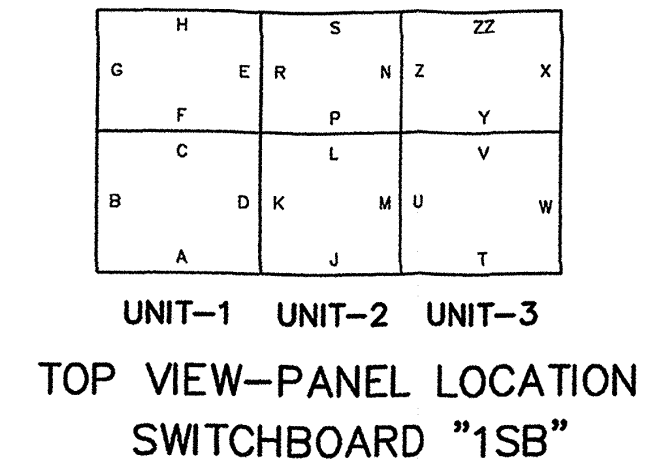 H S ZZ
G E R N Z X
F P Y
C L V
B D K M U W
A J T
UNIT-1 UNIT-2 UNIT-3
TOP VIEW-PANEL LOCATION
SWITCHBOARD "1SB"